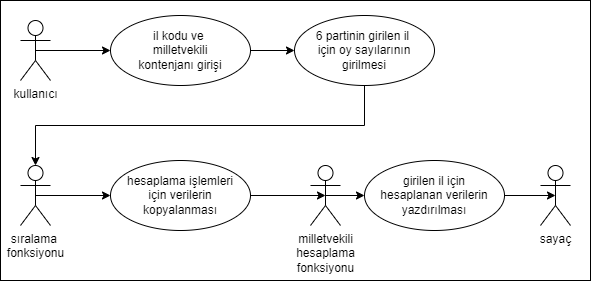 il kodu ve
milletvekili
kontenjanı girişi
6 partinin girilen il
için oy sayılarının
girilmesi
kullanıcı
hesaplama işlemleri
için verilerin
kopyalanması
girilen il için
hesaplanan verilerin
yazdırılması
sıralama
fonksiyonu
milletvekili
hesaplama
fonksiyonu
sayaç